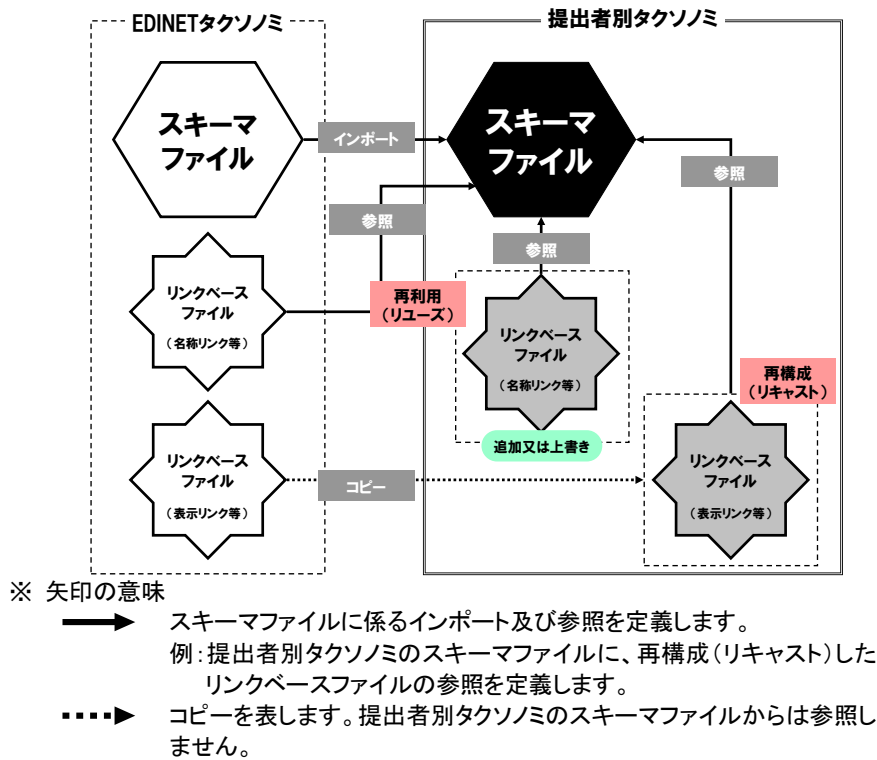 EDINETタクソノミ
提出者別タクソノミ
スキーマ
ファイル
インポート
スキーマ
ファイル
参照
参照
参照
リンクベース
ファイル
(名称リンク等)
再利用
(リユーズ)
リンクベース
ファイル
(名称リンク等)
追加又は上書き
再構成
(リキャスト)
リンクベース
ファイル
(表示リンク等)
コピー
リンクベース
ファイル
(表示リンク等)
※ 矢印の意味
スキーマファイルに係るインポート及び参照を定義します。
例:提出者別タクソノミのスキーマファイルに、再構成(リキャスト)した
リンクベースファイルの参照を定義します。
コピーを表します。提出者別タクソノミのスキーマファイルからは参照し
ません。